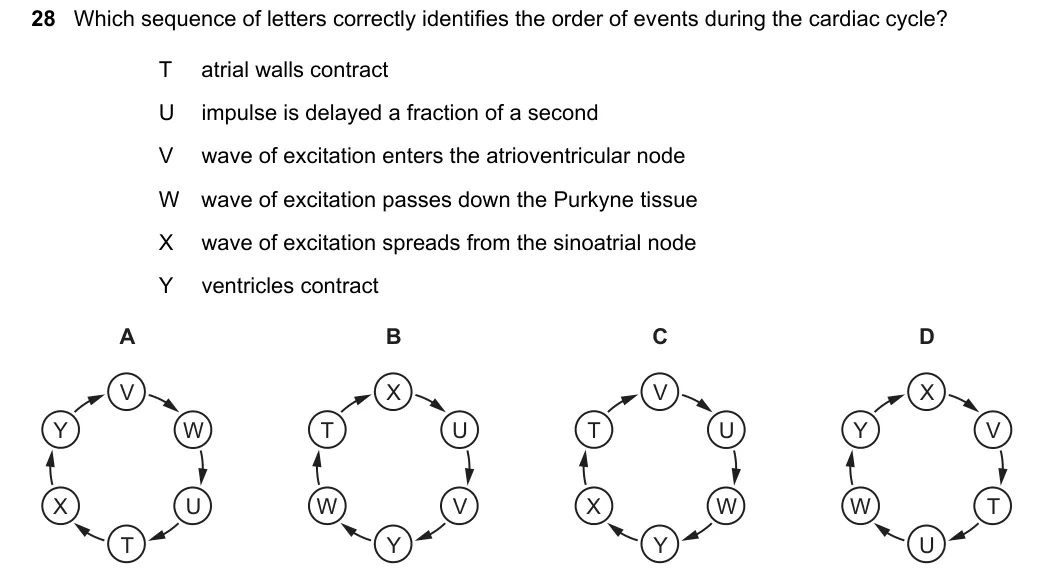 28 Which sequence of letters correctly identifies the order of events during the cardiac cycle?
T atrial walls contract
U impulse is delayed a fraction of a second
V wave of excitation enters the atrioventricular node
W wave of excitation passes down the Purkyne tissue
X wave of excitation spreads from the sinoatrial node
Y ventricles contract
A B C D
V X V X
Y W T U T U Y V
X U W V X W W T
T Y Y U